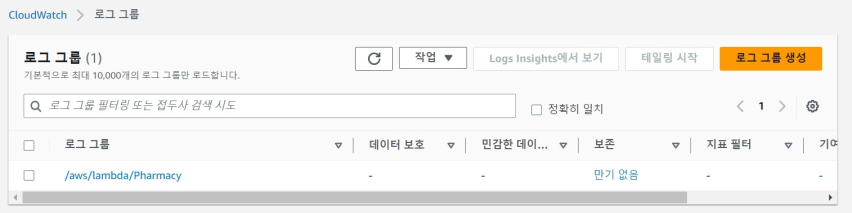 CloudWatch > 로그 그룹
로그 그룹 (1)
기본적으로 최대 10,000개의 로그 그룹만 로드합니다.
작업 ▼
Logs Insights에서 보기
테일링 시작
로그 그룹 생성
로그 그룹 필터링 또는 접두사 검색 시도
정확히 일치
1
로그 그룹 데이터 보호 민감한 데이... 보존 지표 필터 기여
/aws/lambda/Pharmacy - - 만기 없음 - -